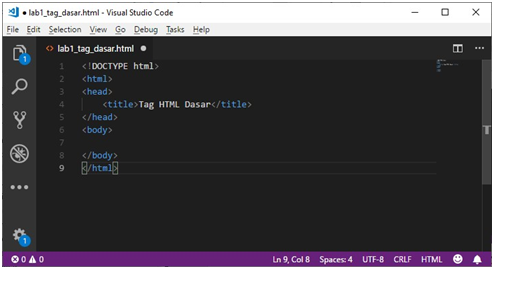 ● lab1_tag_dasar.html - Visual Studio Code
File Edit Selection View Go Debug Tasks Help
<> lab1_tag_dasar.html ●
1 <!DOCTYPE html>
2 <html>
3 <head>
4     <title>Tag HTML Dasar</title>
5 </head>
6 <body>
7
8 </body>
9 </html>
1
1
0 0 Ln 9, Col 8 Spaces: 4 UTF-8 CRLF HTML